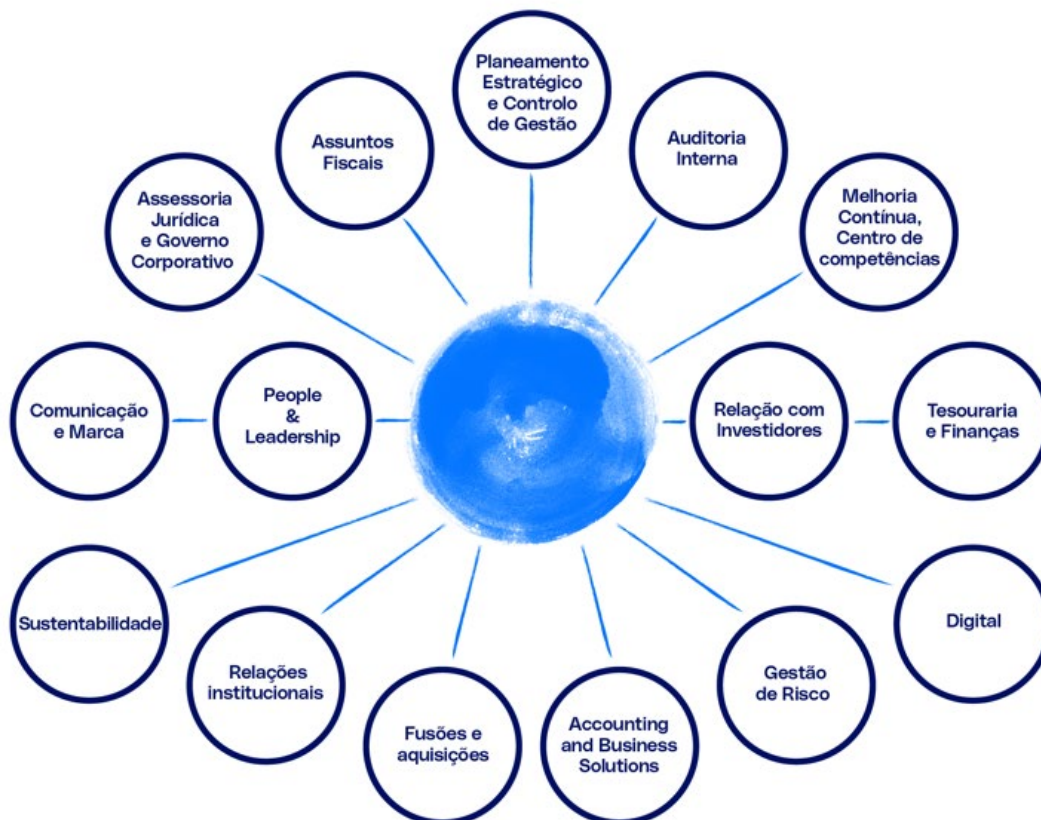 Planeamento
Estratégico
e Controlo
de Gestão
Assuntos
Fiscais
Auditoria
Interna
Assessoria
Jurídica
e Governo
Corporativo
Melhoria
Contínua,
Centro de
competências
Comunicação
e Marca
People
&
Leadership
Relação com
Investidores
Tesouraria
e Finanças
Sustentabilidade
Relações
institucionais
Fusões e
aquisições
Accounting
and Business
Solutions
Gestão
de Risco
Digital